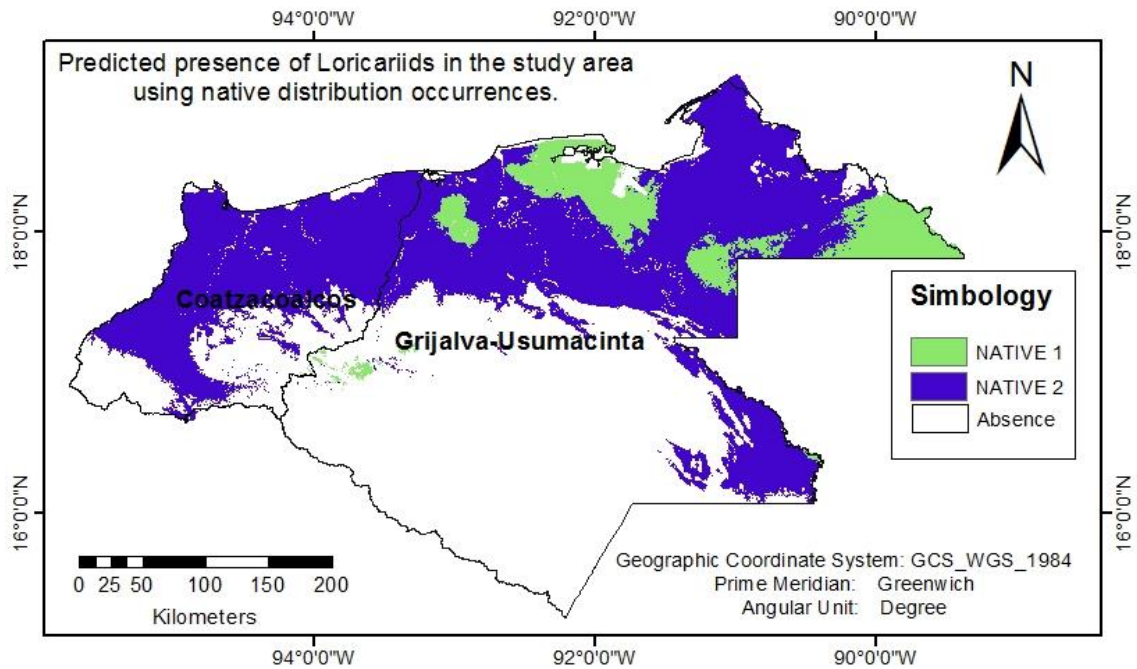 94°0'0"W 92°0'0"W 90°0'0"W
Predicted presence of Loricariids in the study area
using native distribution occurrences.
N
18°0'0"N
18°0'0"N
Coatzacoalcos
Grijalva-Usumacinta
Simbology
NATIVE 1
NATIVE 2
Absence
16°0'0"N
16°0'0"N
0 25 50 100 150 200
Kilometers
Geographic Coordinate System: GCS_WGS_1984
Prime Meridian: Greenwich
Angular Unit: Degree
94°0'0"W 92°0'0"W 90°0'0"W